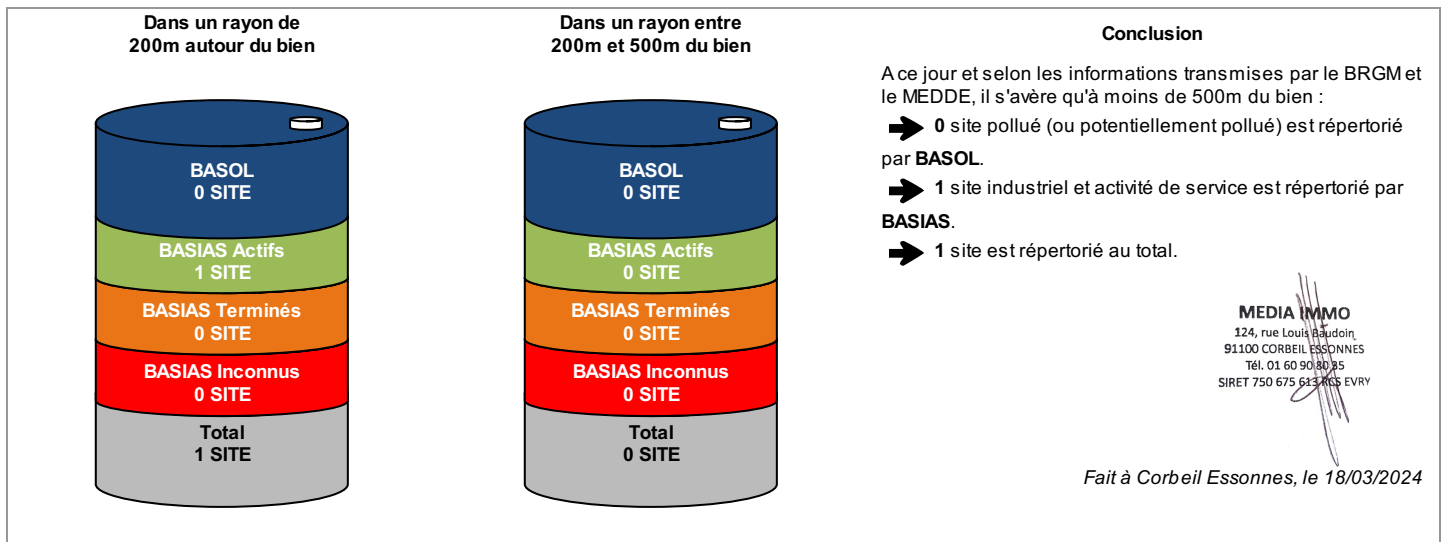 Dans un rayon de
200m autour du bien
BASOL
0 SITE
BASIAS Actifs
1 SITE
BASIAS Terminés
0 SITE
BASIAS Inconnus
0 SITE
Total
1 SITE
Dans un rayon entre
200m et 500m du bien
BASOL
0 SITE
BASIAS Actifs
0 SITE
BASIAS Terminés
0 SITE
BASIAS Inconnus
0 SITE
Total
0 SITE
Conclusion
A ce jour et selon les informations transmises par le BRGM et
le MEDDE, il s'avère qu'à moins de 500m du bien :
0 site pollué (ou potentiellement pollué) est répertorié
par BASOL.
1 site industriel et activité de service est répertorié par
BASIAS.
1 site est répertorié au total.
MEDIA IMMO
124, rue Louis Baudoin
91100 CORBEIL ESSONNES
Tél. 01 60 90 80 85
SIRET 750 675 613 RCS EVRY
Fait à Corbeil Essonnes, le 18/03/2024